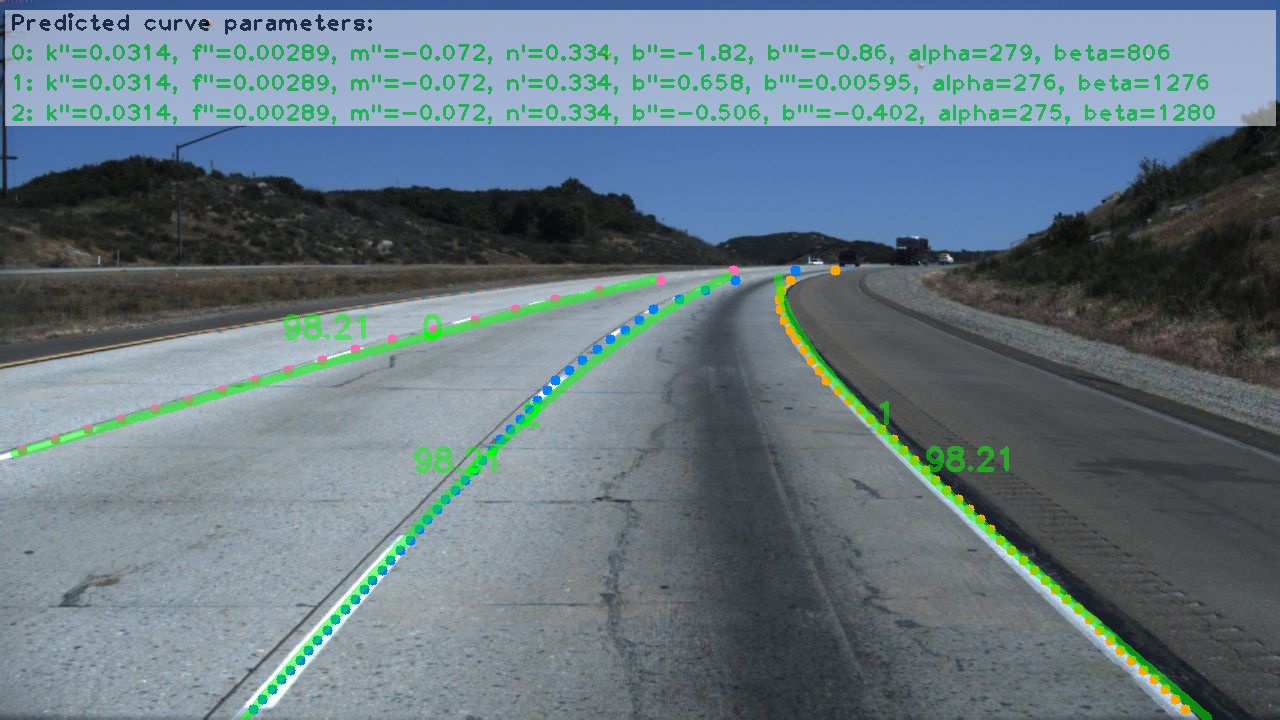 Predicted curve parameters:
0: k''=0.0314, f''=0.00289, m''=-0.072, n'=0.334, b''=-1.82, b'''=-0.86, alpha=279, beta=806
1: k''=0.0314, f''=0.00289, m''=-0.072, n'=0.334, b''=0.658, b'''=0.00595, alpha=276, beta=1276
2: k''=0.0314, f''=0.00289, m''=-0.072, n'=0.334, b''=-0.506, b'''=-0.402, alpha=275, beta=1280
98.21 0
1
98.21
98.21